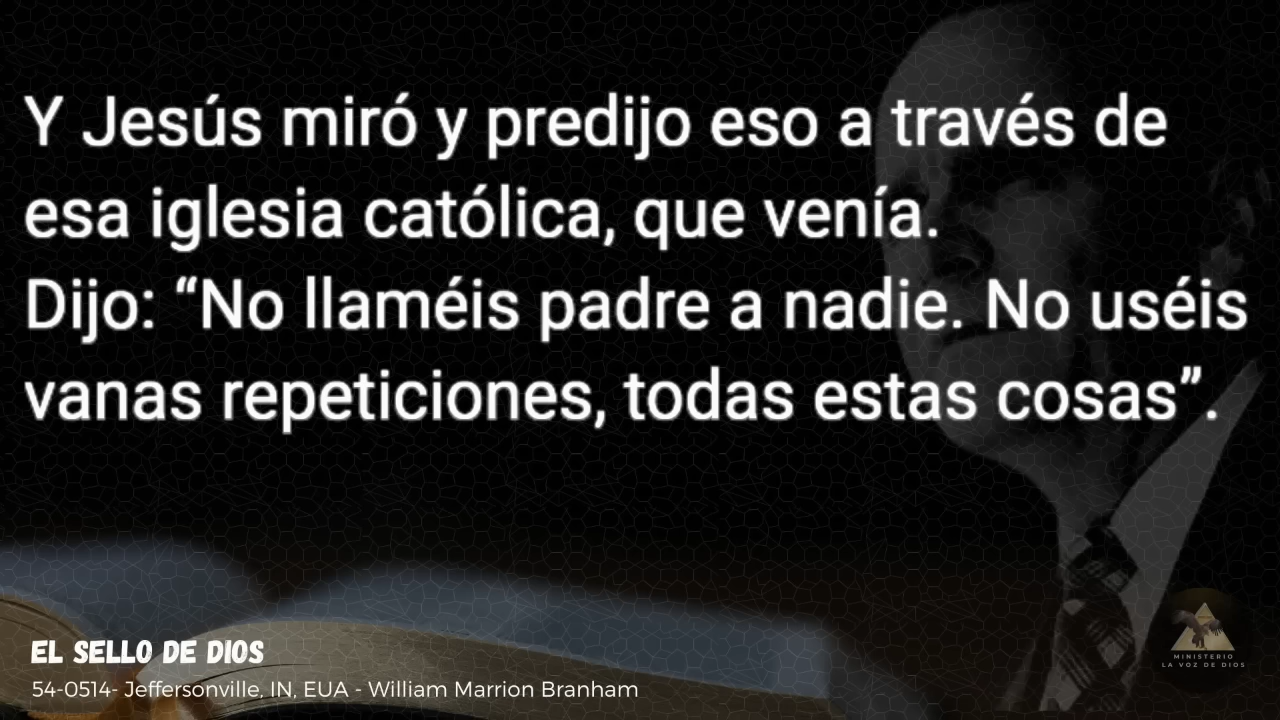 Y Jesús miró y predijo eso a través de
esa iglesia católica, que venía.
Dijo: “No llaméis padre a nadie. No uséis
vanas repeticiones, todas estas cosas”.
EL SELLO DE DIOS
54-0514- Jeffersonville, IN, EUA - William Marrion Branham
MINISTERIO
LA VOZ DE DIOS